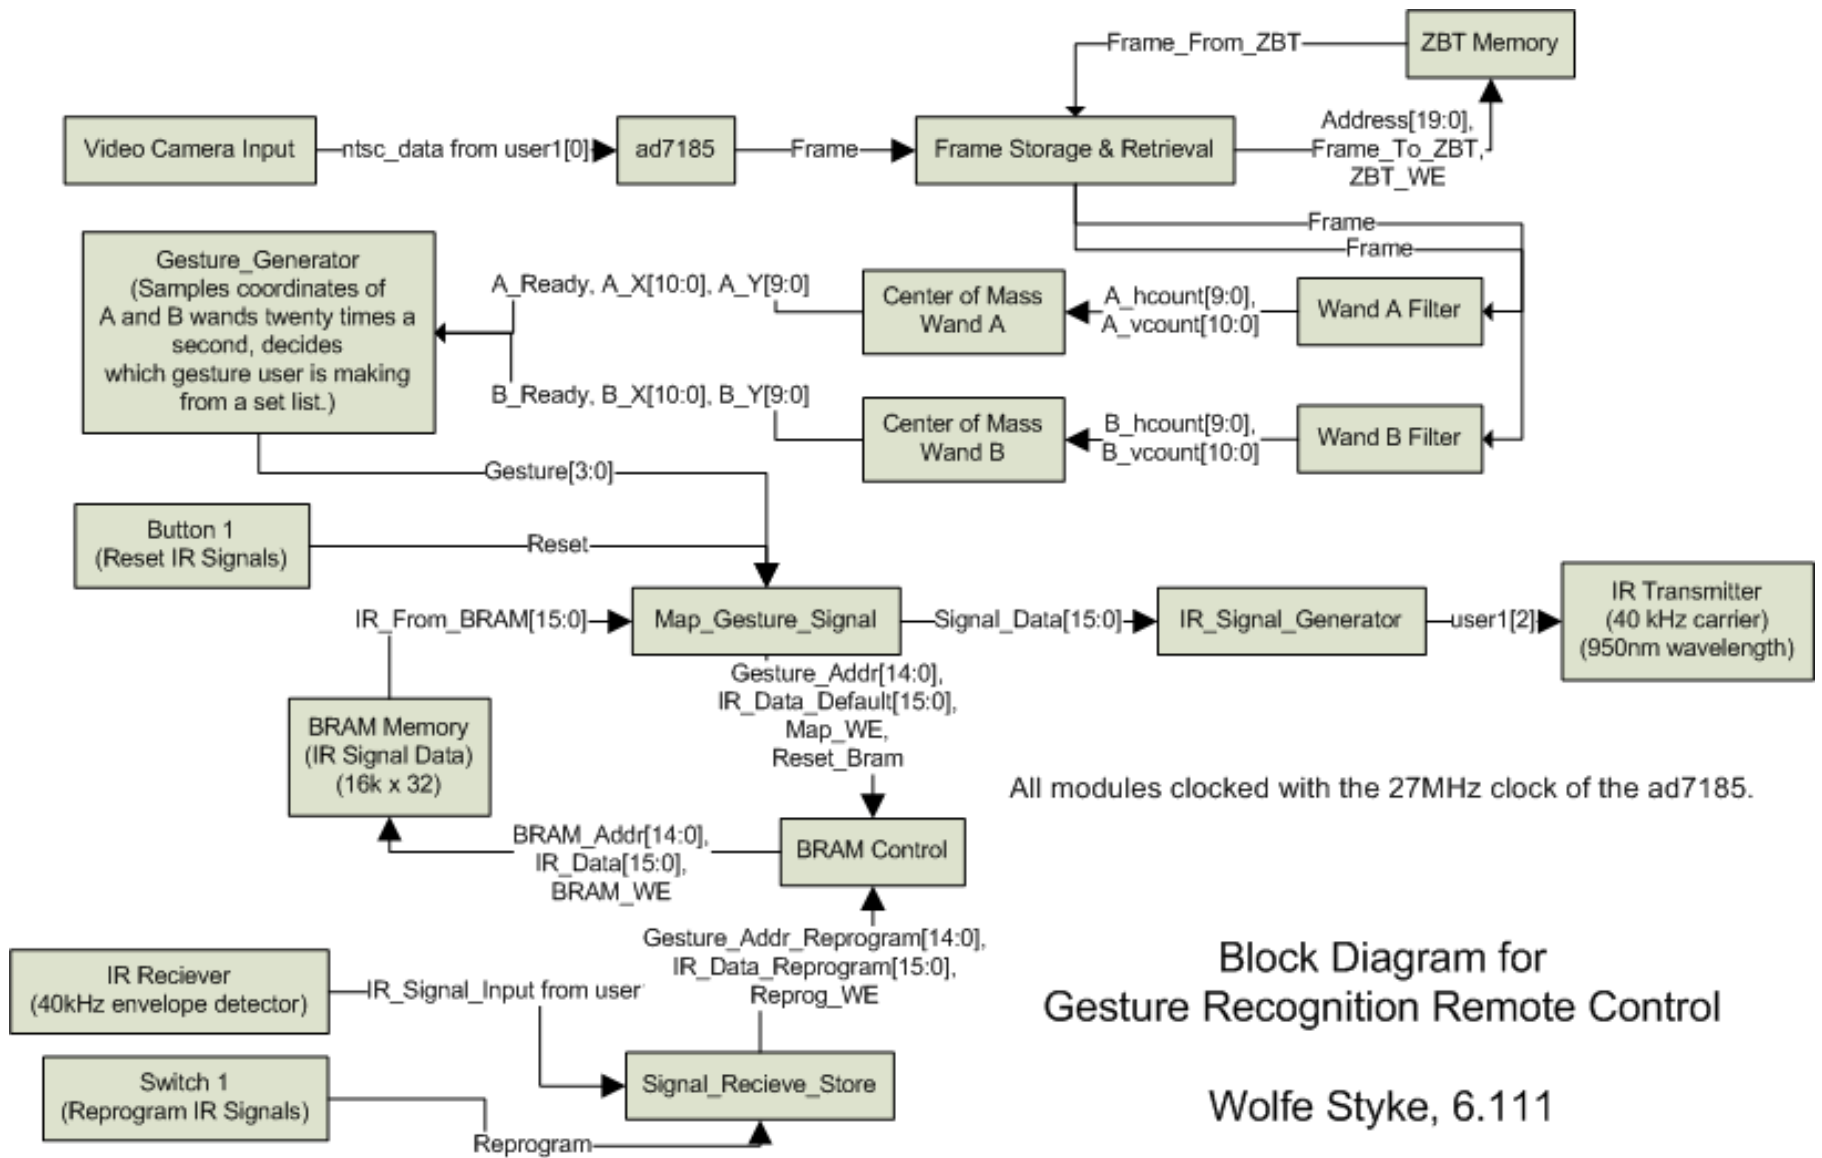 Frame_From_ZBT
ZBT Memory
Video Camera Input
ntsc_data from user1[0]
ad7185
Frame
Frame Storage & Retrieval
Address[19:0],
Frame_To_ZBT,
ZBT_WE
Frame
Frame
Gesture_Generator
(Samples coordinates of
A and B wands twenty times a
second, decides
which gesture user is making
from a set list.)
A_Ready, A_X[10:0], A_Y[9:0]
Center of Mass
Wand A
A_hcount[9:0],
A_vcount[10:0]
Wand A Filter
B_Ready, B_X[10:0], B_Y[9:0]
Center of Mass
Wand B
B_hcount[9:0],
B_vcount[10:0]
Wand B Filter
Gesture[3:0]
Button 1
(Reset IR Signals)
Reset
IR_From_BRAM[15:0]
Map_Gesture_Signal
Signal_Data[15:0]
IR_Signal_Generator
user1[2]
IR Transmitter
(40 kHz carrier)
(950nm wavelength)
Gesture_Addr[14:0],
IR_Data_Default[15:0],
Map_WE,
Reset_Bram
BRAM Memory
(IR Signal Data)
(16k x 32)
All modules clocked with the 27MHz clock of the ad7185.
BRAM_Addr[14:0],
IR_Data[15:0],
BRAM_WE
BRAM Control
Gesture_Addr_Reprogram[14:0],
IR_Data_Reprogram[15:0],
Reprog_WE
IR Reciever
(40kHz envelope detector)
IR_Signal_Input from user
Signal_Recieve_Store
Switch 1
(Reprogram IR Signals)
Reprogram
Block Diagram for
Gesture Recognition Remote Control
Wolfe Styke, 6.111